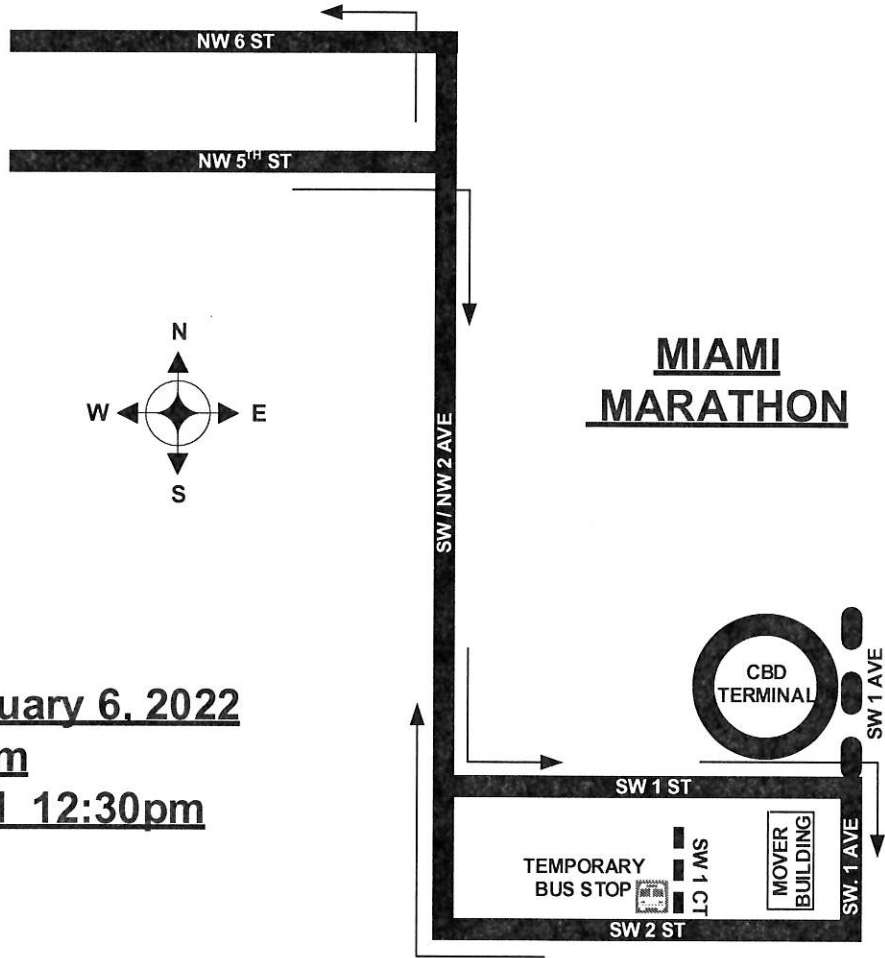 NW 6 ST
NW 5TH ST
N
W E
S
MIAMI
MARATHON
SW / NW 2 AVE
6, 2022
12:30pm
CBD
TERMINAL
SW 1 AVE
SW 1 ST
TEMPORARY
BUS STOP
SW 1 CT
MOVER
BUILDING
SW. 1 AVE
SW 2 ST